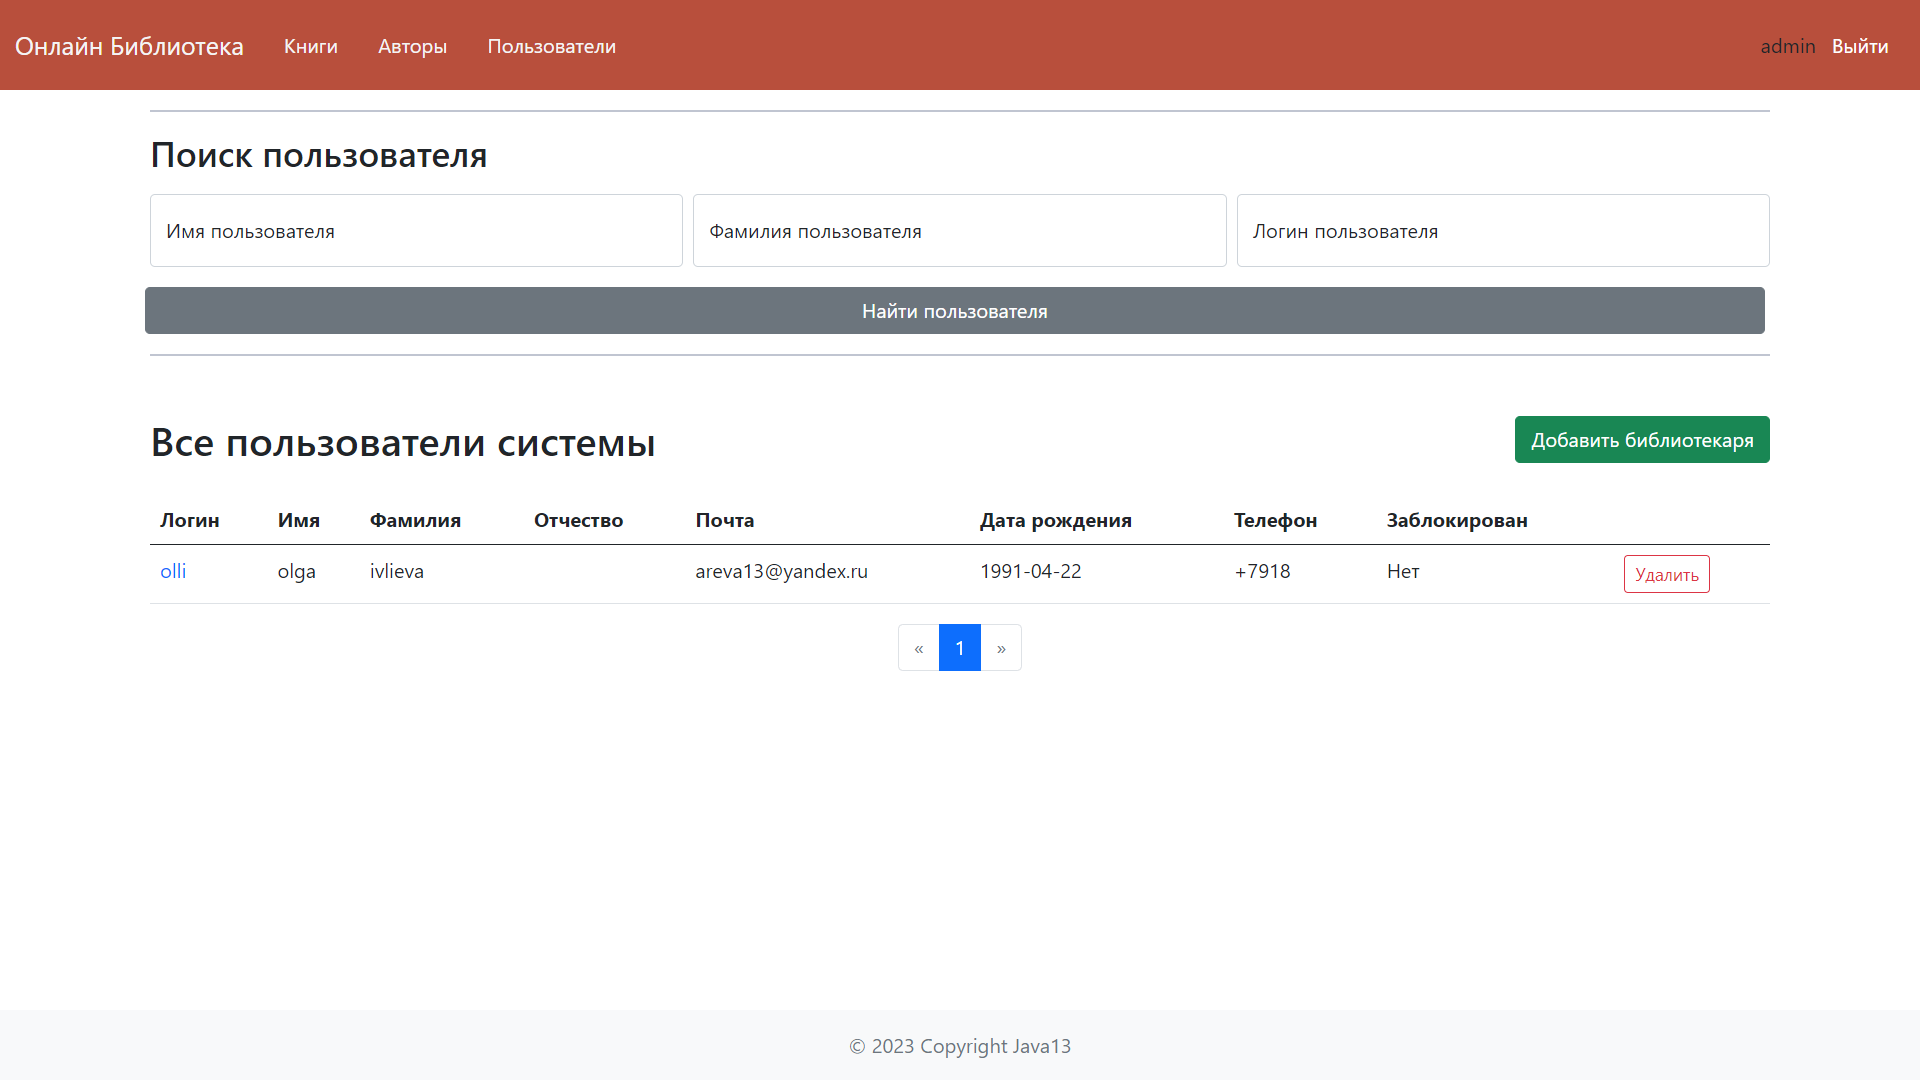 Онлайн Библиотека Книги Авторы Пользователи admin Выйти
Поиск пользователя
Имя пользователя Фамилия пользователя Логин пользователя
Найти пользователя
Все пользователи системы Добавить библиотекаря
Логин Имя Фамилия Отчество Почта Дата рождения Телефон Заблокирован
olli olga ivlieva areva13@yandex.ru 1991-04-22 +7918 Нет Удалить
« 1 »
© 2023 Copyright Java13